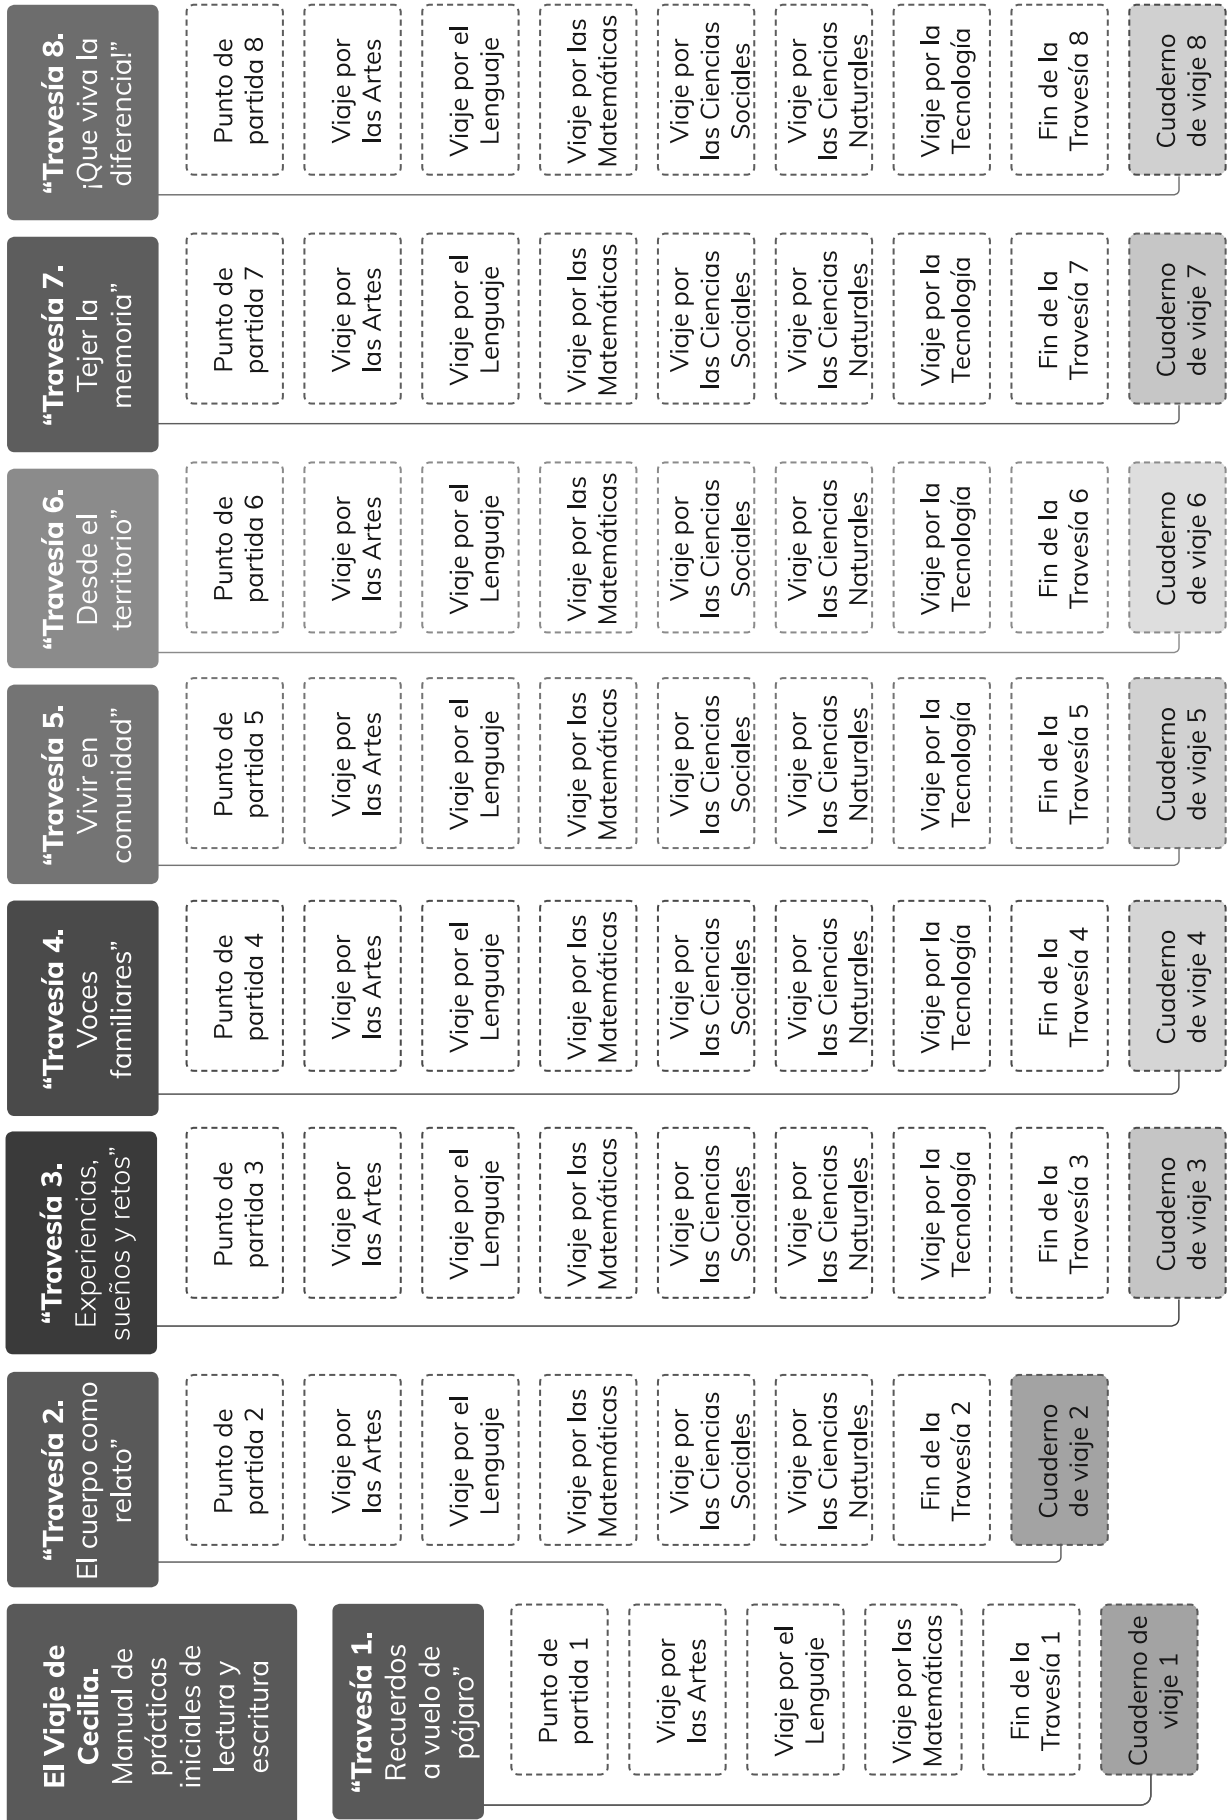 El Viaje de
Cecilia.
Manual de
prácticas
iniciales de
lectura y
escritura
“Travesía 1.
Recuerdos
a vuelo de
pájaro”
Punto de
partida 1
Viaje por
las Artes
Viaje por el
Lenguaje
Viaje por las
Matemáticas
Fin de la
Travesía 1
Cuaderno de
viaje 1
“Travesía 2.
El cuerpo como
relato”
Punto de
partida 2
Viaje por
las Artes
Viaje por el
Lenguaje
Viaje por las
Matemáticas
Viaje por
las Ciencias
Sociales
Viaje por
las Ciencias
Naturales
Fin de la
Travesía 2
Cuaderno
de viaje 2
“Travesía 3.
Experiencias,
sueños y retos”
Punto de
partida 3
Viaje por
las Artes
Viaje por el
Lenguaje
Viaje por las
Matemáticas
Viaje por
las Ciencias
Sociales
Viaje por
las Ciencias
Naturales
Viaje por la
Tecnología
Fin de la
Travesía 3
Cuaderno
de viaje 3
“Travesía 4.
Voces
familiares”
Punto de
partida 4
Viaje por
las Artes
Viaje por el
Lenguaje
Viaje por las
Matemáticas
Viaje por
las Ciencias
Sociales
Viaje por
las Ciencias
Naturales
Viaje por la
Tecnología
Fin de la
Travesía 4
Cuaderno
de viaje 4
“Travesía 5.
Vivir en
comunidad”
Punto de
partida 5
Viaje por
las Artes
Viaje por el
Lenguaje
Viaje por las
Matemáticas
Viaje por
las Ciencias
Sociales
Viaje por
las Ciencias
Naturales
Viaje por la
Tecnología
Fin de la
Travesía 5
Cuaderno
de viaje 5
“Travesía 6.
Desde el
territorio”
Punto de
partida 6
Viaje por
las Artes
Viaje por el
Lenguaje
Viaje por las
Matemáticas
Viaje por
las Ciencias
Sociales
Viaje por
las Ciencias
Naturales
Viaje por la
Tecnología
Fin de la
Travesía 6
Cuaderno
de viaje 6
“Travesía 7.
Tejer la
memoria”
Punto de
partida 7
Viaje por
las Artes
Viaje por el
Lenguaje
Viaje por las
Matemáticas
Viaje por
las Ciencias
Sociales
Viaje por
las Ciencias
Naturales
Viaje por la
Tecnología
Fin de la
Travesía 7
Cuaderno
de viaje 7
“Travesía 8.
¡Que viva la
diferencia!”
Punto de
partida 8
Viaje por
las Artes
Viaje por el
Lenguaje
Viaje por las
Matemáticas
Viaje por
las Ciencias
Sociales
Viaje por
las Ciencias
Naturales
Viaje por la
Tecnología
Fin de la
Travesía 8
Cuaderno
de viaje 8